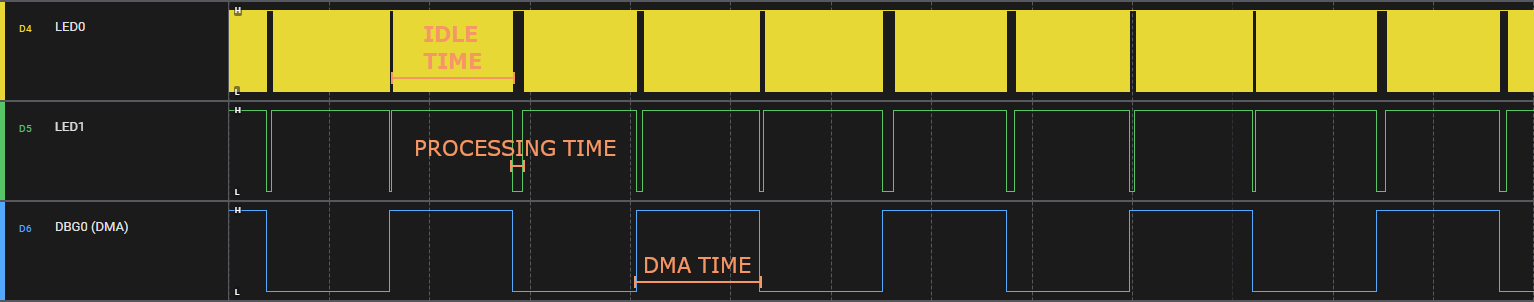 D4 LED0
H
IDLE
TIME
L
D5 LED1
H
PROCESSING TIME
L
D6 DBG0 (DMA)
H
DMA TIME
L